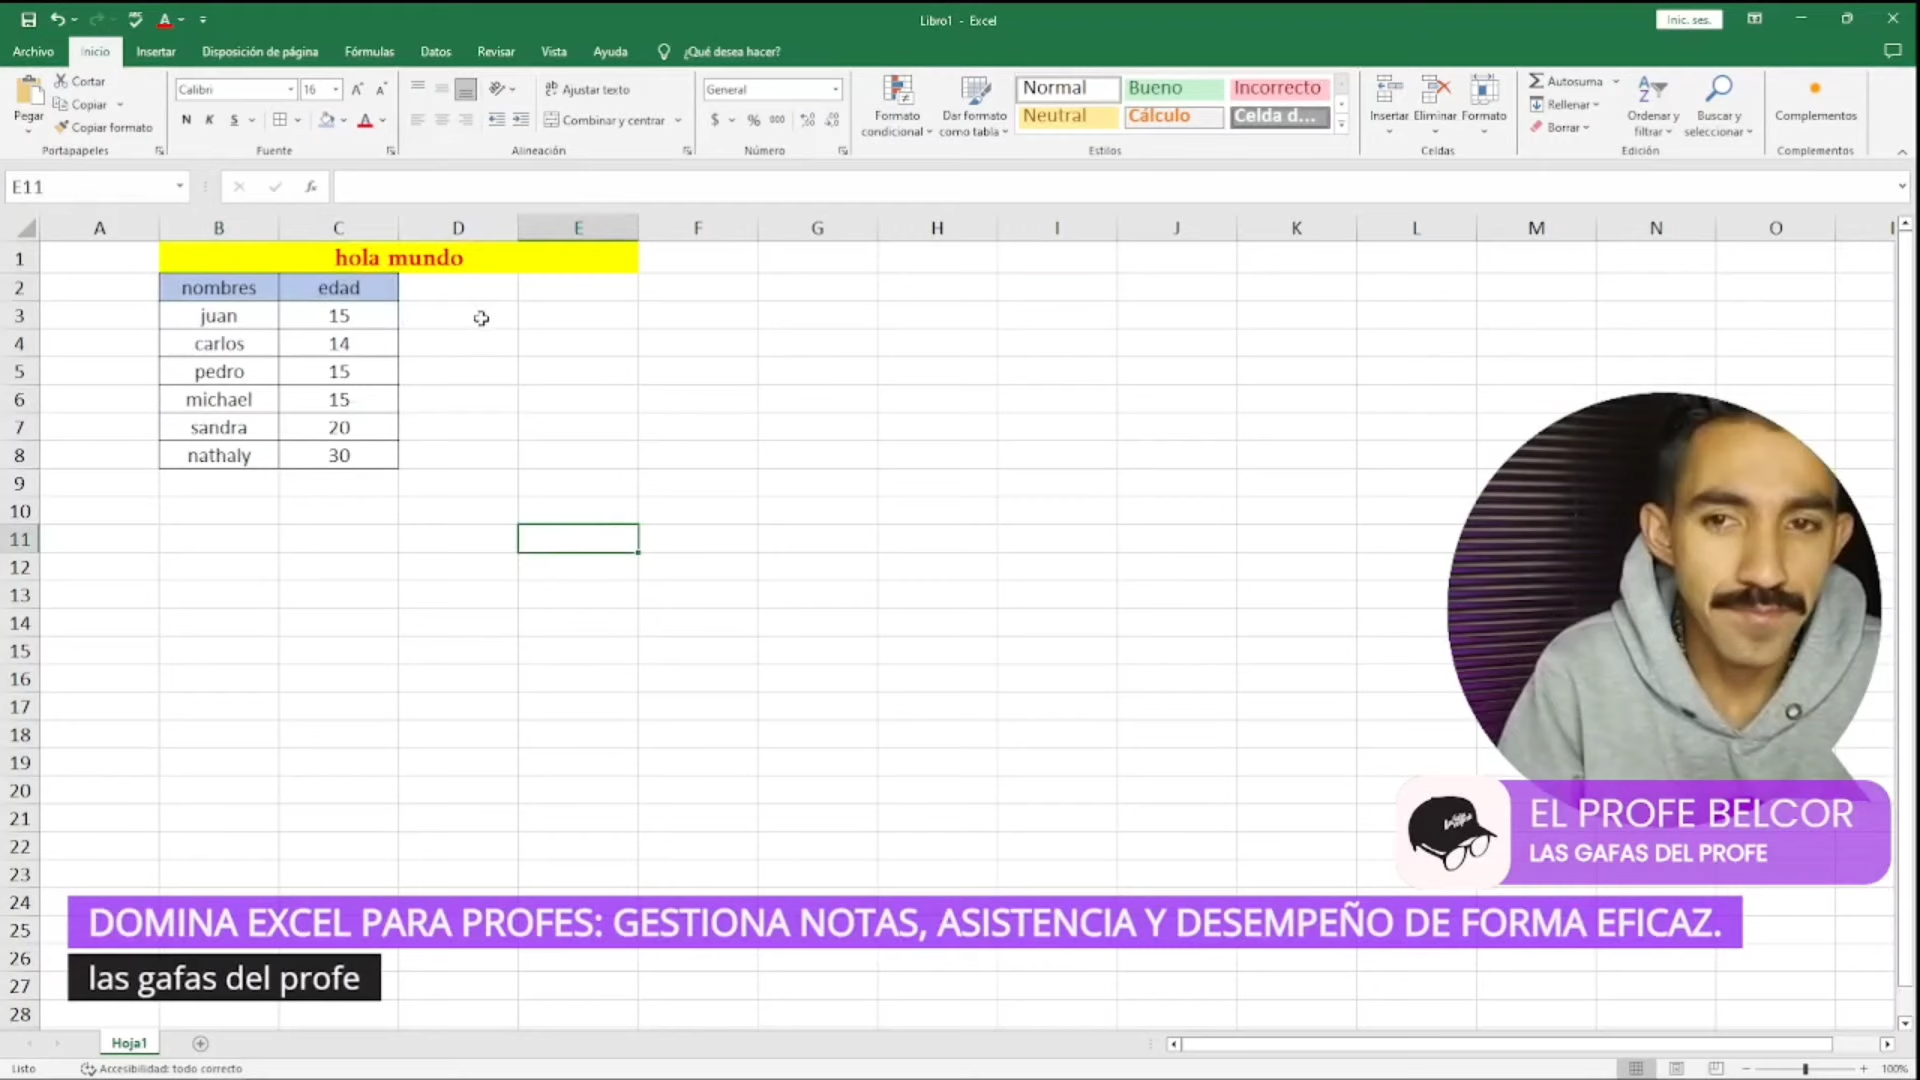 Libro1 - Excel
Inic. ses.
Archivo
Inicio
Insertar
Disposición de página
Fórmulas
Datos
Revisar
Vista
Ayuda
¿Qué desea hacer?
Pegar
Cortar
Copiar
Copiar formato
Portapapeles
Calibri
16
N K S
Fuente
Ajustar texto
Combinar y centrar
Alineación
General
$ % 000
Número
Formato condicional
Dar formato como tabla
Normal
Bueno
Incorrecto
Neutral
Cálculo
Celda d...
Estilos
Insertar
Eliminar
Formato
Celdas
Autosuma
Rellenar
Borrar
Ordenar y filtrar
Buscar y seleccionar
Edición
Complementos
Complementos
E11
fx
A B C D E F G H I J K L M N O
1 hola mundo
2 nombres edad
3 juan 15
4 carlos 14
5 pedro 15
6 michael 15
7 sandra 20
8 nathaly 30
9
10
11
12
13
14
15
16
17
18
19
20
21
22
23
24
25
26
27
28
EL PROFE BELCOR
LAS GAFAS DEL PROFE
DOMINA EXCEL PARA PROFES: GESTIONA NOTAS, ASISTENCIA Y DESEMPEÑO DE FORMA EFICAZ.
las gafas del profe
Hoja1
Listo
Accesibilidad: todo correcto
100%